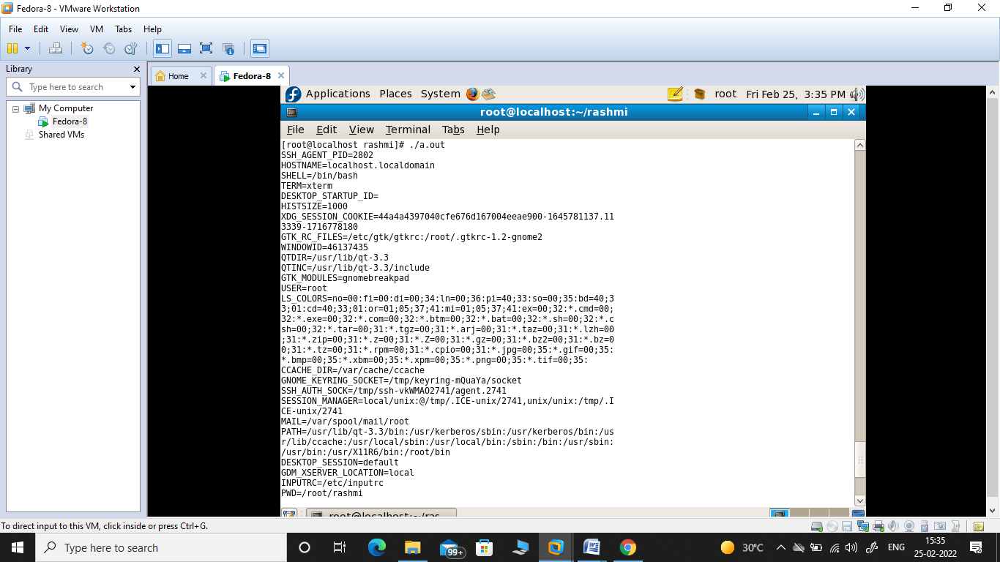 Fedora-8 - VMware Workstation
File Edit View VM Tabs Help
Library
Type here to search
My Computer
Fedora-8
Shared VMs
Home
Fedora-8
Applications Places System
root Fri Feb 25, 3:35 PM
root@localhost:~/rashmi
File Edit View Terminal Tabs Help
[root@localhost rashmi]# ./a.out
SSH_AGENT_PID=2802
HOSTNAME=localhost.localdomain
SHELL=/bin/bash
TERM=xterm
DESKTOP_STARTUP_ID=
HISTSIZE=1000
XDG_SESSION_COOKIE=44a4a4397040cfe676d167004eeae900-1645781137.11
3339-1716778180
GTK_RC_FILES=/etc/gtk/gtkrc:/root/.gtkrc-1.2-gnome2
WINDOWID=46137435
QTDIR=/usr/lib/qt-3.3
QTINC=/usr/lib/qt-3.3/include
GTK_MODULES=gnomebreakpad
USER=root
LS_COLORS=no=00:fi=00:di=00;34:ln=00;36:pi=40;33:so=00;35:bd=40;3
3;01:cd=40;33;01:or=01;05;37;41:mi=01;05;37;41:ex=00;32:*.cmd=00;
32:*.exe=00;32:*.com=00;32:*.btm=00;32:*.bat=00;32:*.sh=00;32:*.c
sh=00;32:*.tar=00;31:*.tgz=00;31:*.arj=00;31:*.taz=00;31:*.lzh=00
;31:*.zip=00;31:*.z=00;31:*.Z=00;31:*.gz=00;31:*.bz2=00;31:*.bz=0
0;31:*.tz=00;31:*.rpm=00;31:*.cpio=00;31:*.jpg=00;35:*.gif=00;35:
*.bmp=00;35:*.xbm=00;35:*.xpm=00;35:*.png=00;35:*.tif=00;35:
CCACHE_DIR=/var/cache/ccache
GNOME_KEYRING_SOCKET=/tmp/keyring-mQuaYa/socket
SSH_AUTH_SOCK=/tmp/ssh-vkWMAO2741/agent.2741
SESSION_MANAGER=local/unix:@/tmp/.ICE-unix/2741,unix/unix:/tmp/.I
CE-unix/2741
MAIL=/var/spool/mail/root
PATH=/usr/lib/qt-3.3/bin:/usr/kerberos/sbin:/usr/kerberos/bin:/us
r/lib/ccache:/usr/local/sbin:/usr/local/bin:/sbin:/bin:/usr/sbin:
/usr/bin:/usr/X11R6/bin:/root/bin
DESKTOP_SESSION=default
GDM_XSERVER_LOCATION=local
INPUTRC=/etc/inputrc
PWD=/root/rashmi
root@localhost:~/ras
To direct input to this VM, click inside or press Ctrl+G.
Type here to search
99+
30°C
ENG
15:35
25-02-2022